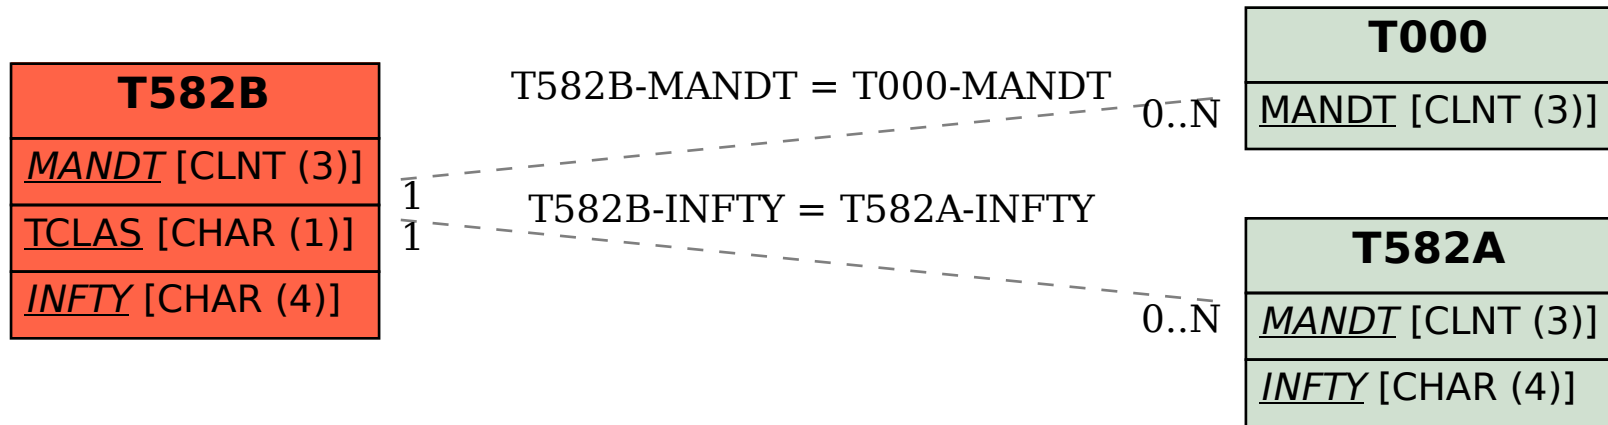 T582B
MANDT [CLNT (3)]
TCLAS [CHAR (1)]
INFTY [CHAR (4)]
T582B-MANDT = T000-MANDT
0..N
1
T582B-INFTY = T582A-INFTY
1
0..N
T000
MANDT [CLNT (3)]
T582A
MANDT [CLNT (3)]
INFTY [CHAR (4)]